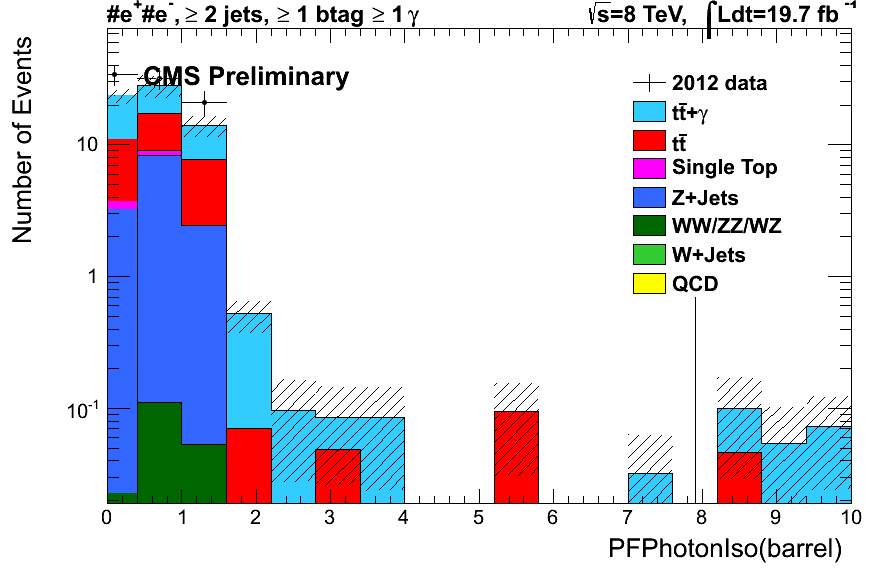 #e⁺#e⁻, ≥ 2 jets, ≥ 1 btag ≥ 1 γ √s=8 TeV, ∫Ldt=19.7 fb⁻¹
CMS Preliminary
2012 data
tt̄+γ
tt̄
Single Top
Z+Jets
WW/ZZ/WZ
W+Jets
QCD
Number of Events
10
1
10⁻¹
0 1 2 3 4 5 6 7 8 9 10
PFPhotonIso(barrel)